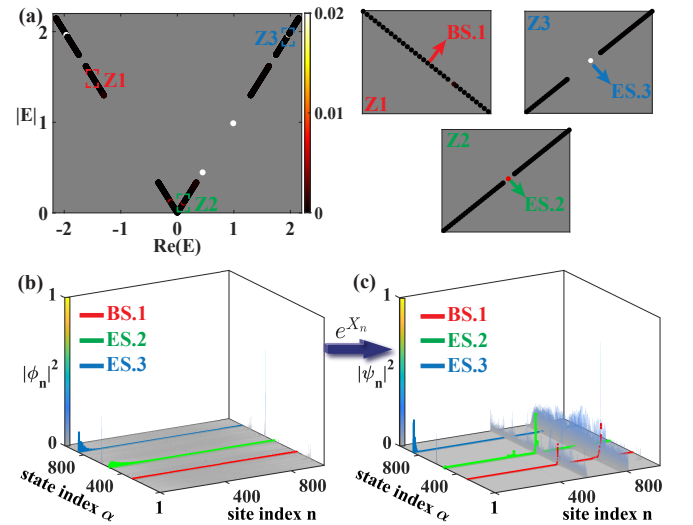 (a)
|E|
2
1
0
-2
-1
0
1
2
Re(E)
Z1
Z2
Z3
0.02
0.01
0
BS.1
Z1
Z3
ES.3
Z2
ES.2
(b)
1
0
BS.1
ES.2
ES.3
|ϕn|²
800
400
1
state index α
400
800
site index n
e^{X_n}
(c)
1
0
BS.1
ES.2
ES.3
|ψn|²
800
400
1
state index α
400
800
site index n